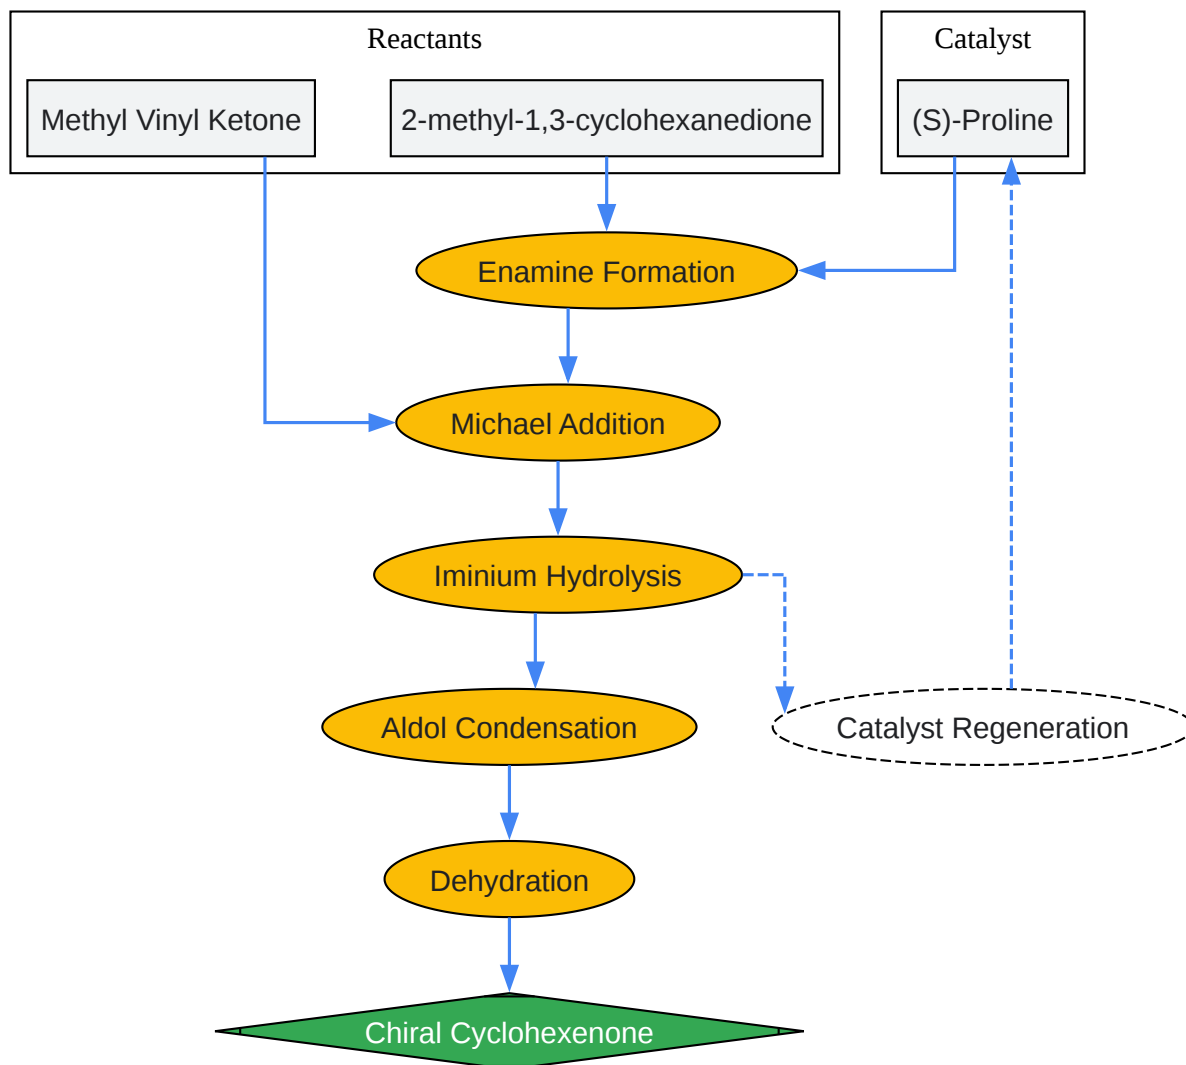 Reactants
Catalyst
Methyl Vinyl Ketone
2-methyl-1,3-cyclohexanedione
(S)-Proline
Enamine Formation
Michael Addition
Iminium Hydrolysis
Aldol Condensation
Catalyst Regeneration
Dehydration
Chiral Cyclohexenone